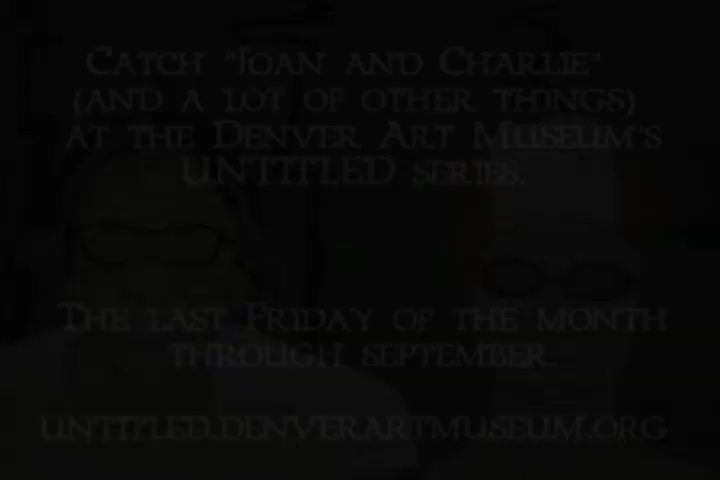 CATCH "JOAN AND CHARLIE"
(AND A LOT OF OTHER THINGS)
AT THE DENVER ART MUSEUM'S
UNTITLED SERIES.
THE LAST FRIDAY OF THE MONTH
THROUGH SEPTEMBER.
UNTITLED.DENVERARTMUSEUM.ORG